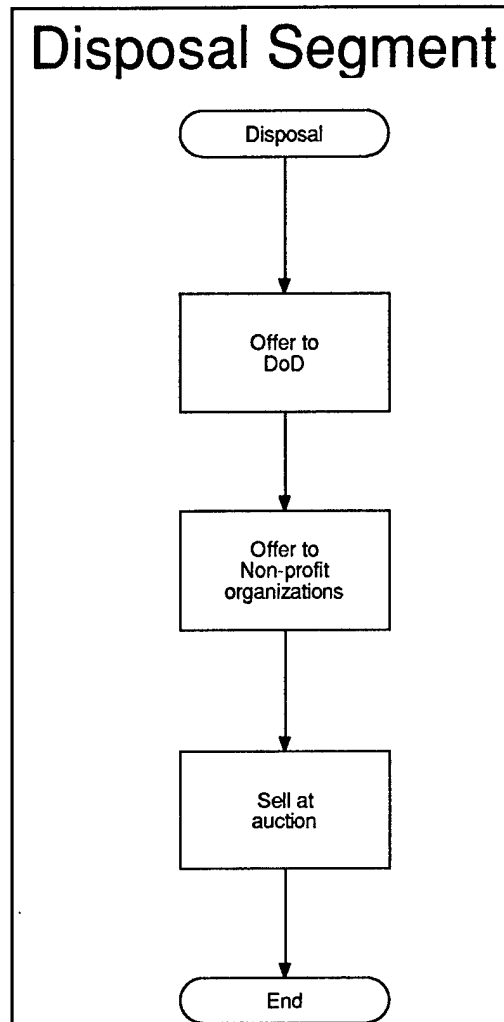 Disposal Segment
Disposal
Offer to
DoD
Offer to
Non-profit
organizations
Sell at
auction
End